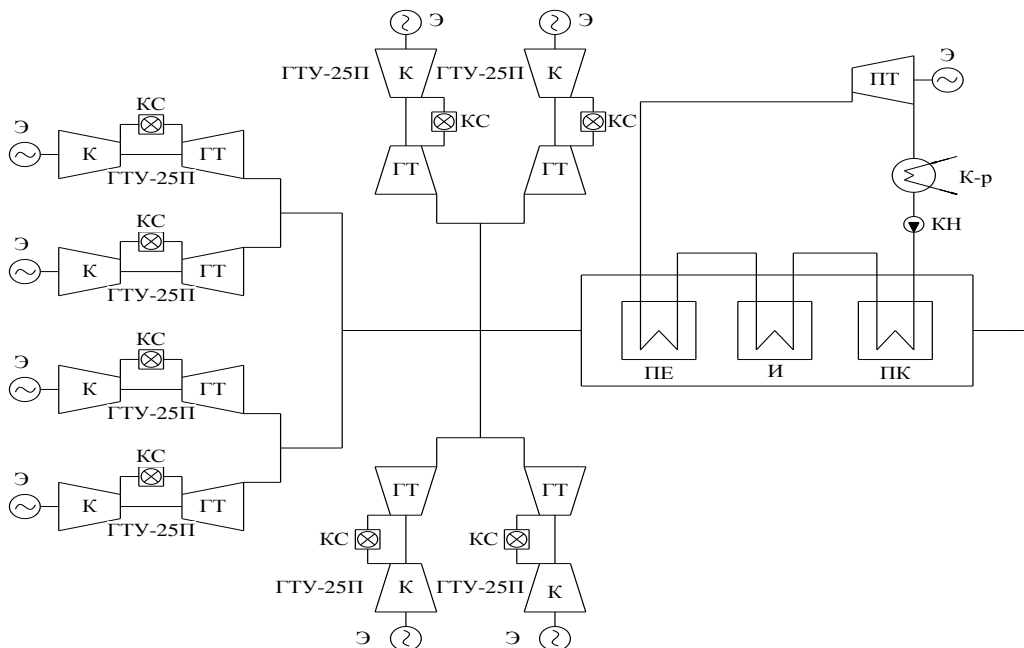 Э
Э
ГТУ-25П
К
ГТУ-25П
К
КС
КС
ГТ
ГТ
КС
Э
К
ГТ
ГТУ-25П
КС
Э
К
ГТ
ГТУ-25П
КС
Э
К
ГТ
ГТУ-25П
КС
Э
К
ГТ
ГТУ-25П
ГТ
ГТ
КС
КС
ГТУ-25П
К
ГТУ-25П
К
Э
Э
ПТ
Э
К-р
КН
ПЕ
И
ПК